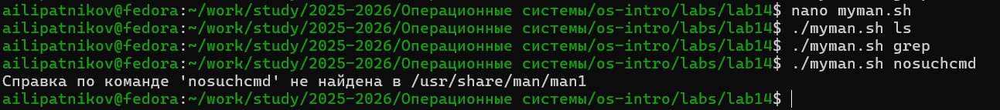 ailipatnikov@fedora:~/work/study/2025-2026/Операционные системы/os-intro/labs/lab14$ nano myman.sh
ailipatnikov@fedora:~/work/study/2025-2026/Операционные системы/os-intro/labs/lab14$ ./myman.sh ls
ailipatnikov@fedora:~/work/study/2025-2026/Операционные системы/os-intro/labs/lab14$ ./myman.sh grep
ailipatnikov@fedora:~/work/study/2025-2026/Операционные системы/os-intro/labs/lab14$ ./myman.sh nosuchcmd
Справка по команде 'nosuchcmd' не найдена в /usr/share/man/man1
ailipatnikov@fedora:~/work/study/2025-2026/Операционные системы/os-intro/labs/lab14$